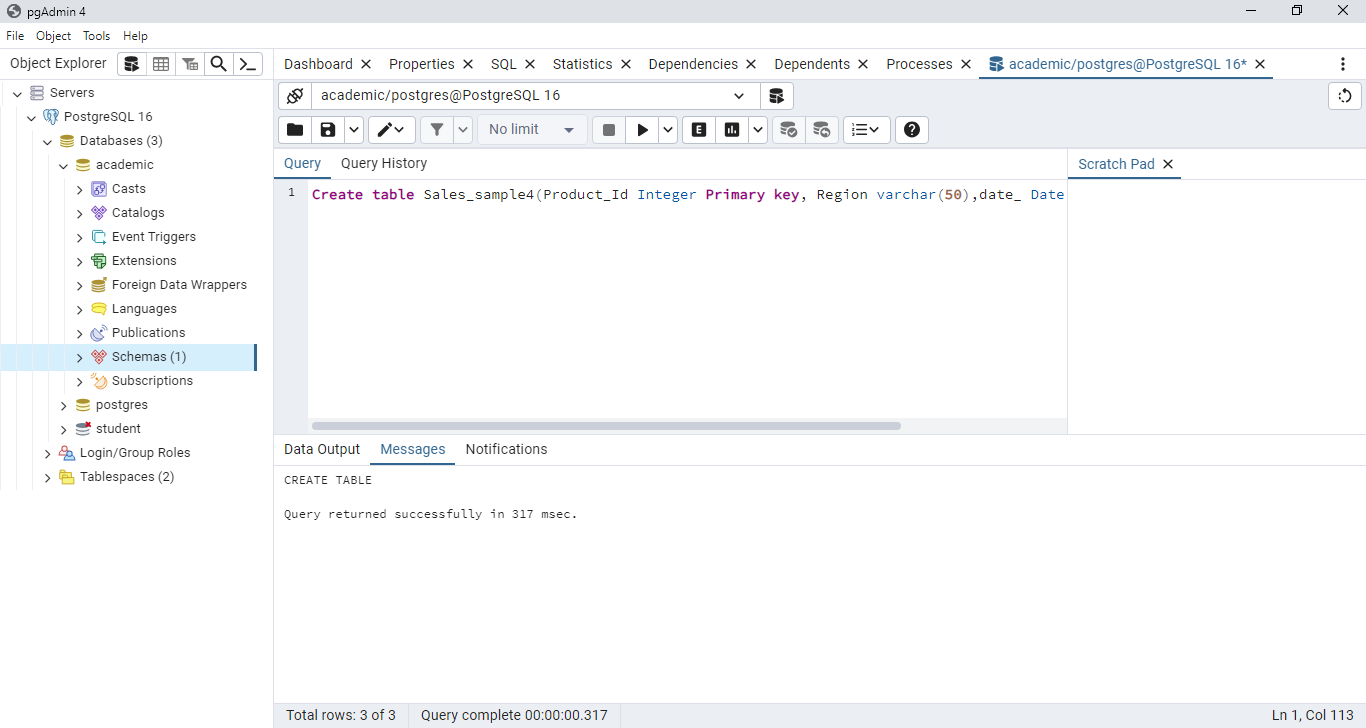 pgAdmin 4
File Object Tools Help
Object Explorer
Dashboard Properties SQL Statistics Dependencies Dependents Processes academic/postgres@PostgreSQL 16*
Servers
PostgreSQL 16
Databases (3)
academic
Casts
Catalogs
Event Triggers
Extensions
Foreign Data Wrappers
Languages
Publications
Schemas (1)
Subscriptions
postgres
student
Login/Group Roles
Tablespaces (2)
academic/postgres@PostgreSQL 16
No limit E
Query Query History
Scratch Pad
1 Create table Sales_sample4(Product_Id Integer Primary key, Region varchar(50),date_ Date
Data Output Messages Notifications
CREATE TABLE
Query returned successfully in 317 msec.
Total rows: 3 of 3 Query complete 00:00:00.317 Ln 1, Col 113